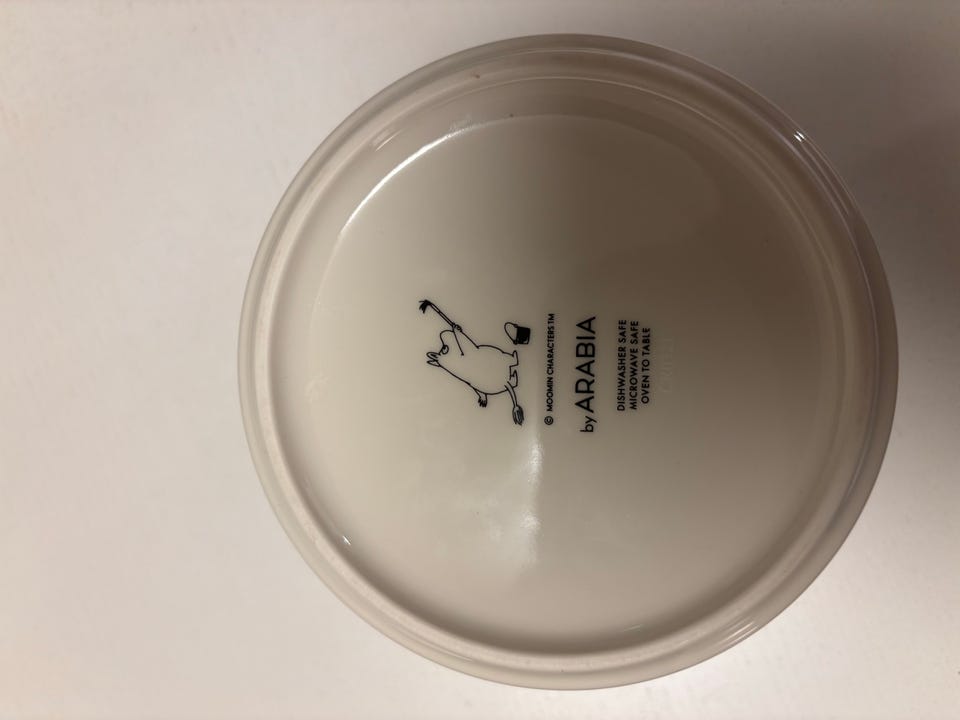 © MOOMIN CHARACTERS TM
by ARABIA
DISHWASHER SAFE
MICROWAVE SAFE
OVEN TO TABLE